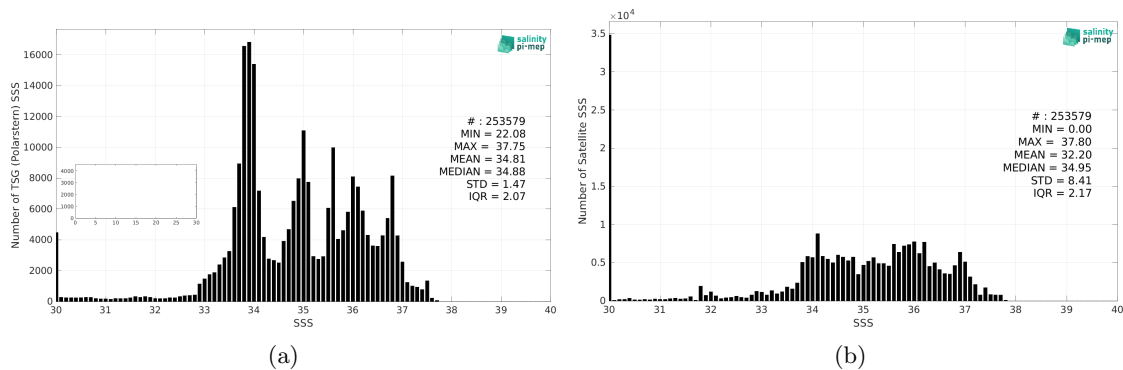 salinity
pi-mep
Number of TSG (Polarstern) SSS
16000
14000
12000
10000
8000
6000
4000
2000
0
# : 253579
MIN = 22.08
MAX = 37.75
MEAN = 34.81
MEDIAN = 34.88
STD = 1.47
IQR = 2.07
4000
3000
2000
1000
0
0 5 10 15 20 25 30
30 31 32 33 34 35 36 37 38 39 40
SSS
(a)
×10⁴
salinity
pi-mep
Number of Satellite SSS
3.5
3
2.5
2
1.5
1
0.5
0
# : 253579
MIN = 0.00
MAX = 37.80
MEAN = 32.20
MEDIAN = 34.95
STD = 8.41
IQR = 2.17
30 31 32 33 34 35 36 37 38 39 40
SSS
(b)